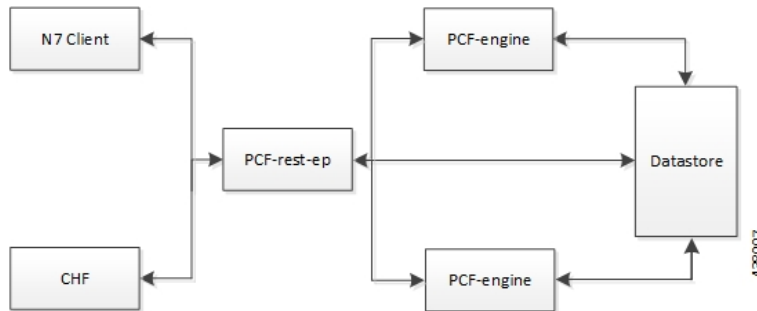 N7 Client
PCF-engine
PCF-rest-ep
Datastore
CHF
PCF-engine